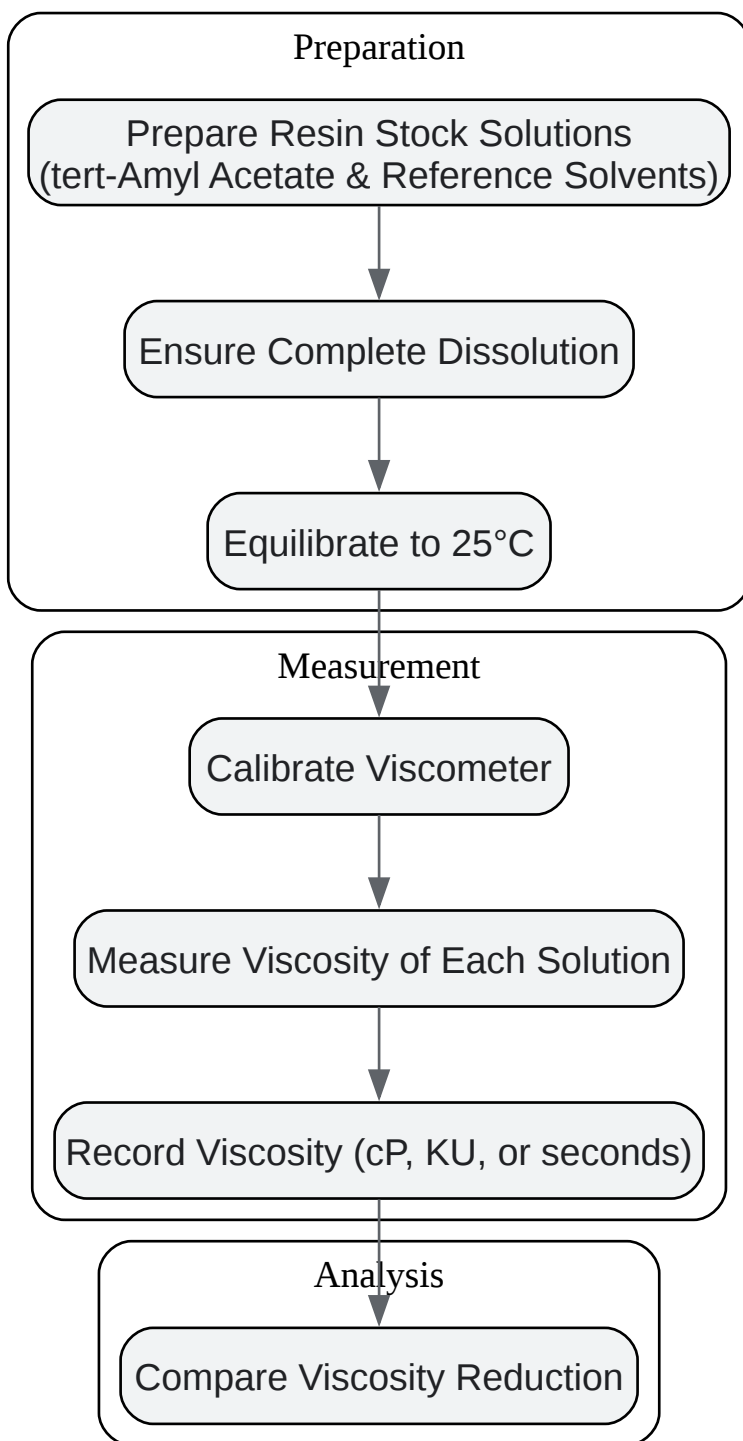 Preparation
Prepare Resin Stock Solutions
(tert-Amyl Acetate & Reference Solvents)
Ensure Complete Dissolution
Equilibrate to 25°C
Measurement
Calibrate Viscometer
Measure Viscosity of Each Solution
Record Viscosity (cP, KU, or seconds)
Analysis
Compare Viscosity Reduction